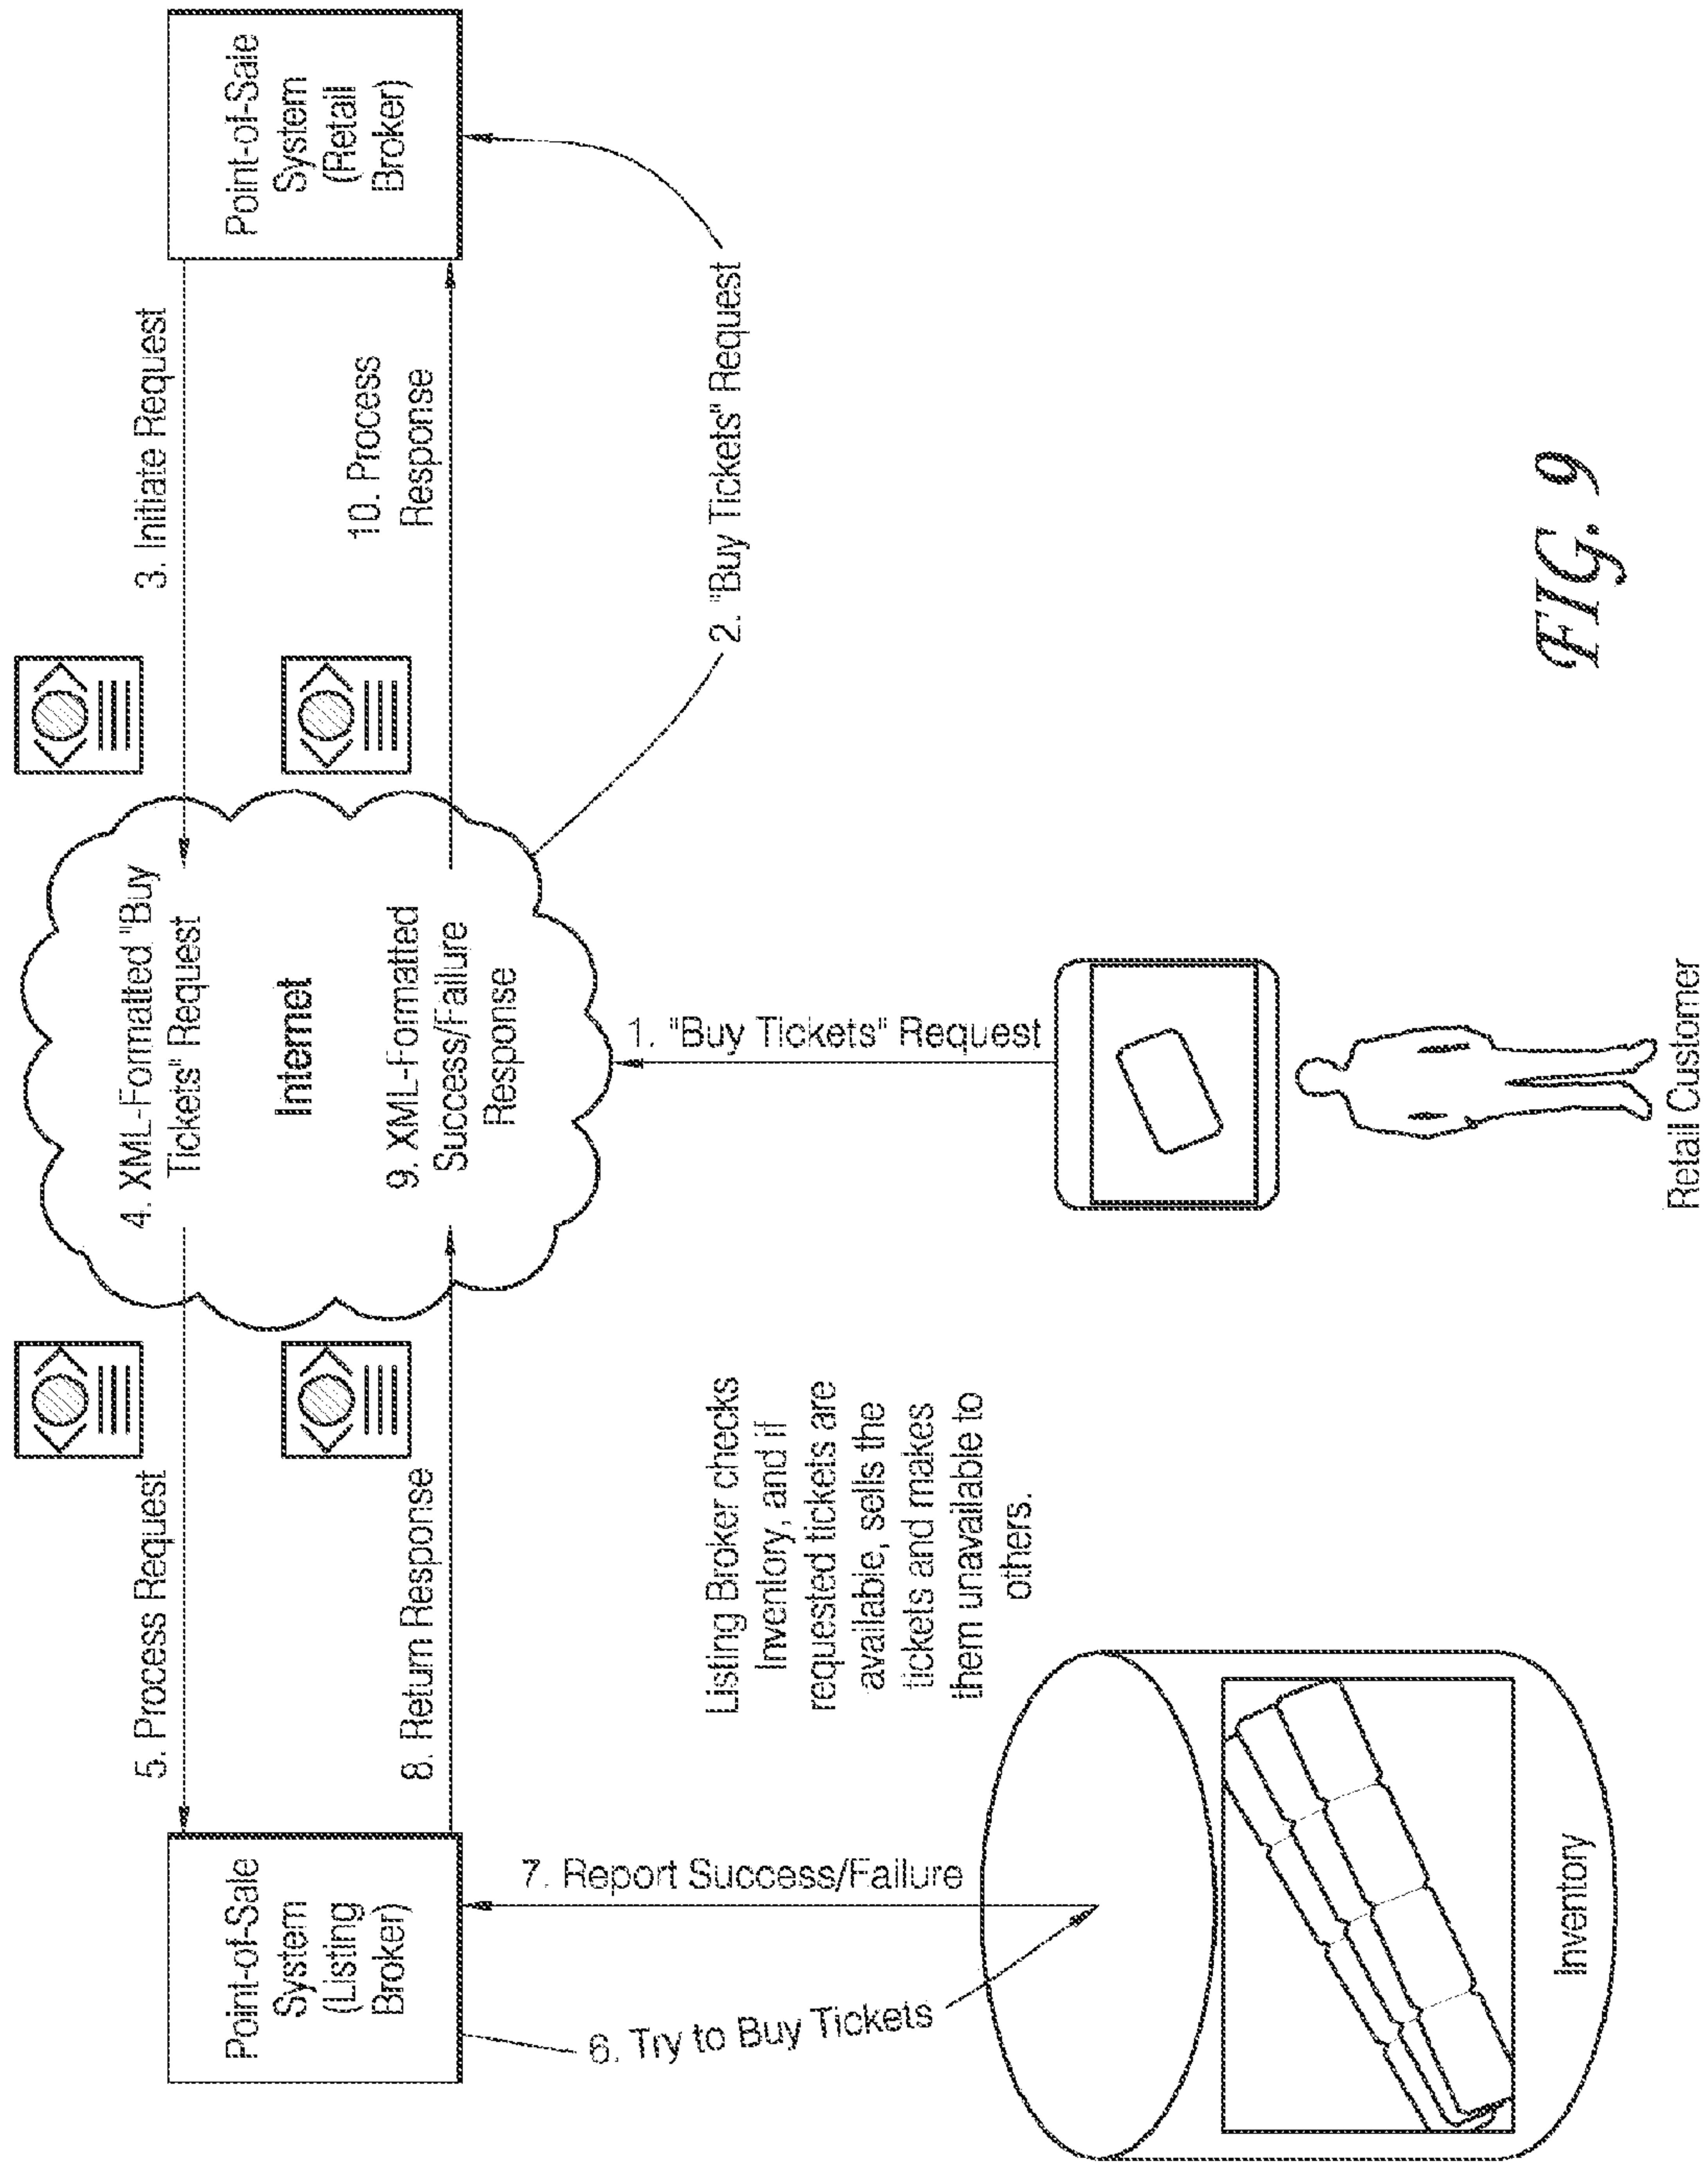 Point-of-Sale
System
(Listing
Broker)
5. Process Request
8. Return Response
4. XML-Formatted "Buy
Tickets" Request
Internet
9. XML-Formatted
Success/Failure
Response
3. Initiate Request
10. Process
Response
Point-of-Sale
System
(Retail
Broker)
7. Report Success/Failure
6. Try to Buy Tickets
Listing Broker checks
Inventory, and if
requested tickets are
available, sells the
tickets and makes
them unavailable to
others.
1. "Buy Tickets" Request
2. "Buy Tickets" Request
Inventory
Retail Customer
FIG. 9